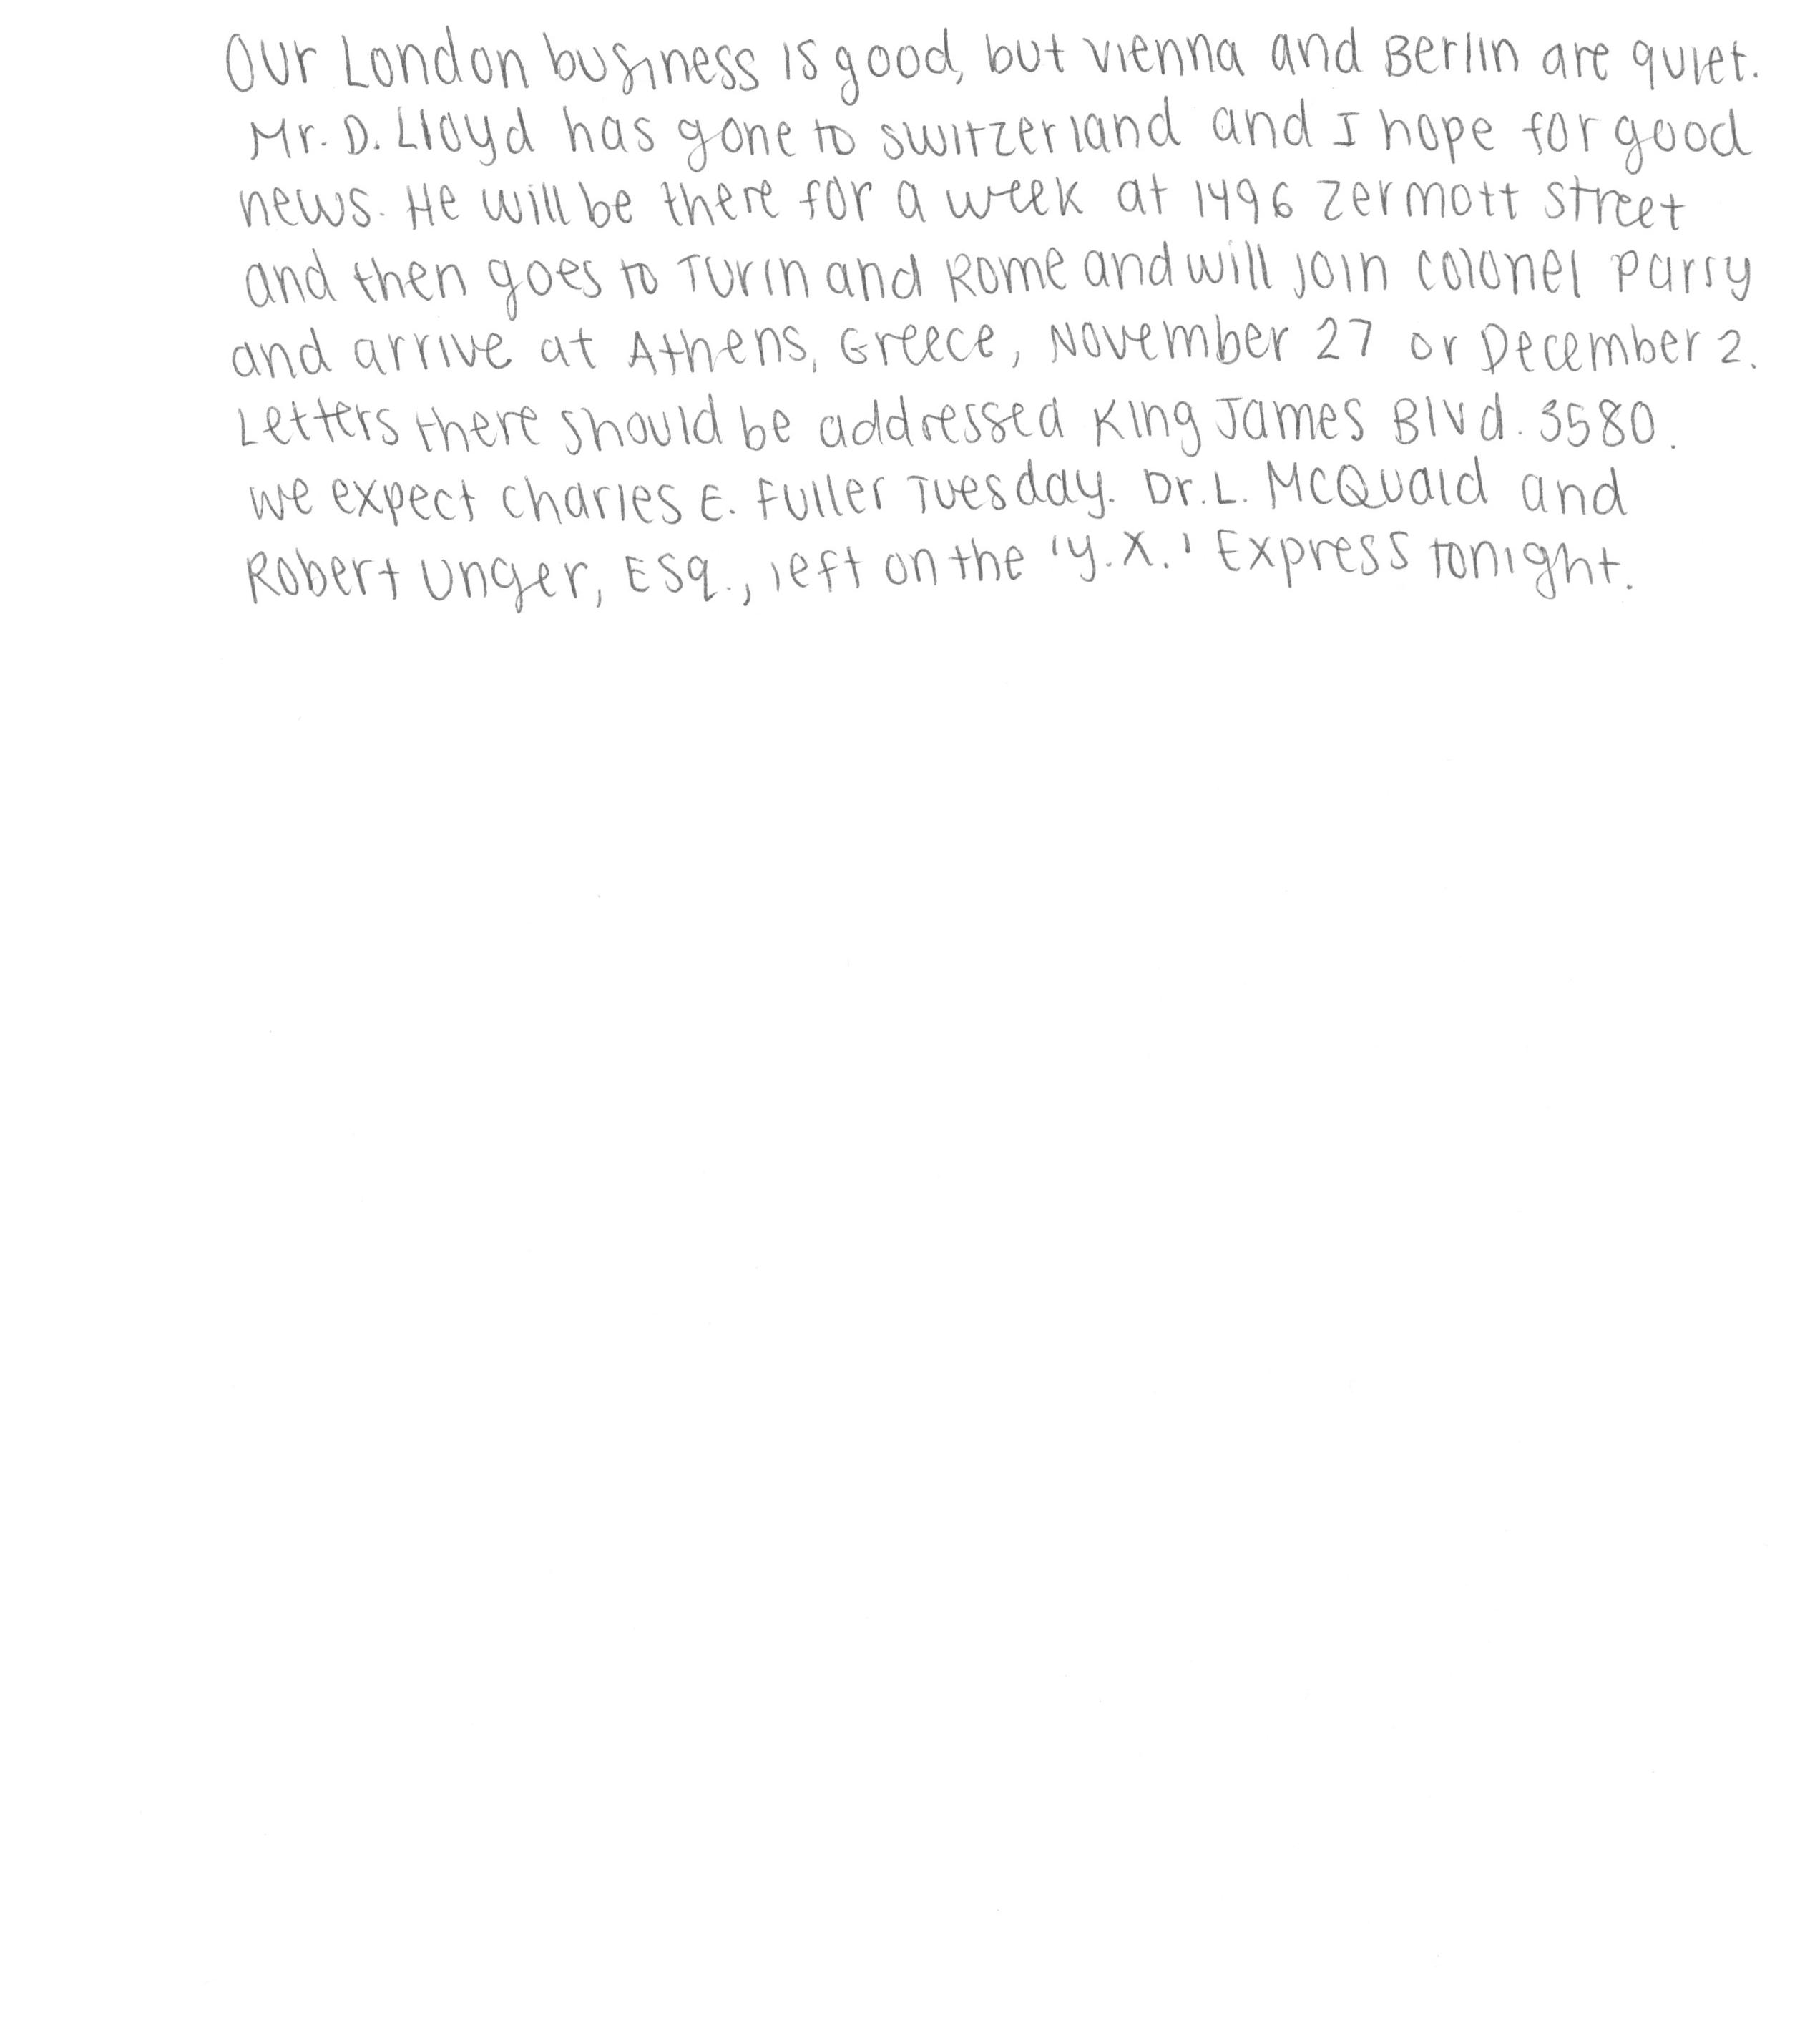 Our London business is good, but Vienna and Berlin are quiet.
Mr. D. Lloyd has gone to Switzerland and I hope for good
news. He will be there for a week at 1496 Zermott Street
and then goes to Turin and Rome and will join Colonel Parry
and arrive at Athens, Greece, November 27 or December 2.
Letters there should be addressed King James Blvd. 3580.
We expect Charles E. Fuller Tuesday. Dr. L. McQuaid and
Robert Unger, Esq., left on the 'Y.X.' Express tonight.